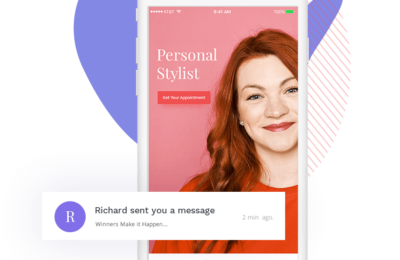 AT&T 9:41 AM 100%
Personal
Stylist
Get Your Appointment
R
Richard sent you a message
2 min. ago.
Winners Make it Happen...